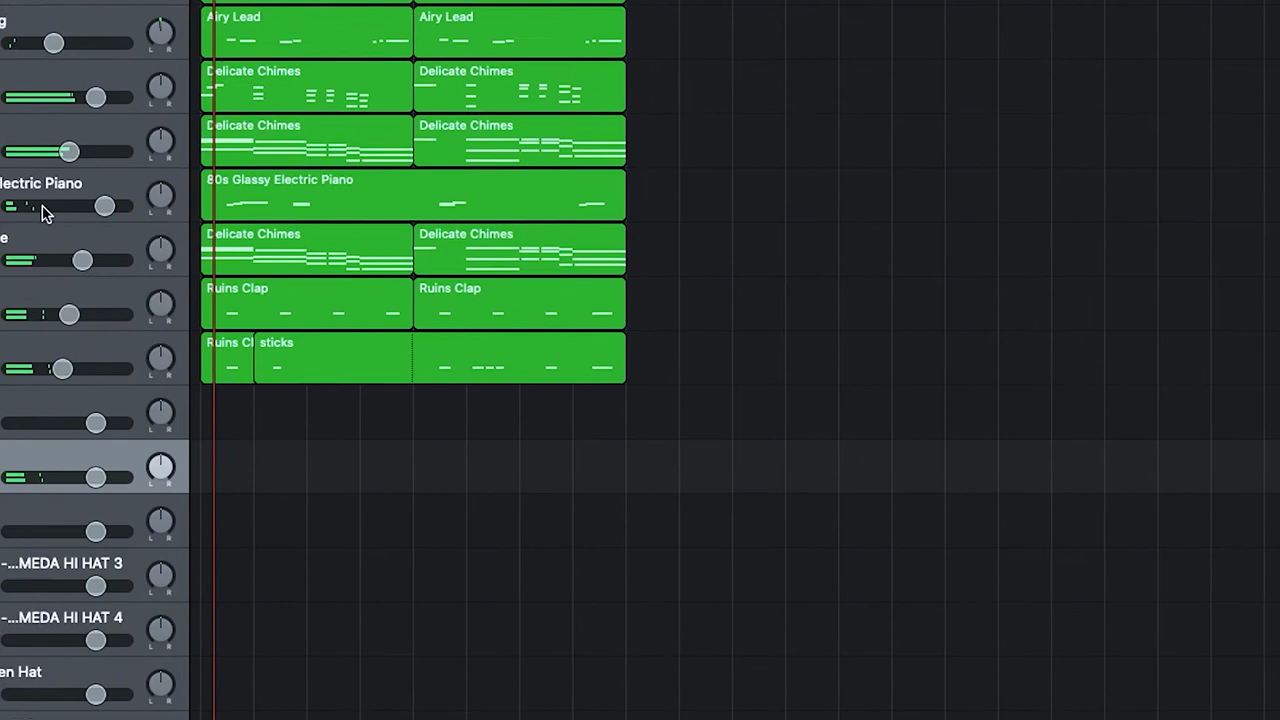 g
Airy Lead Airy Lead
Delicate Chimes Delicate Chimes
Delicate Chimes Delicate Chimes
lectric Piano
80s Glassy Electric Piano
e
Delicate Chimes Delicate Chimes
Ruins Clap Ruins Clap
Ruins Cl sticks
-...MEDA HI HAT 3
-...MEDA HI HAT 4
en Hat
L R
L R
L R
L R
L R
L R
L R
L R
L R
L R
L R
L R
L R